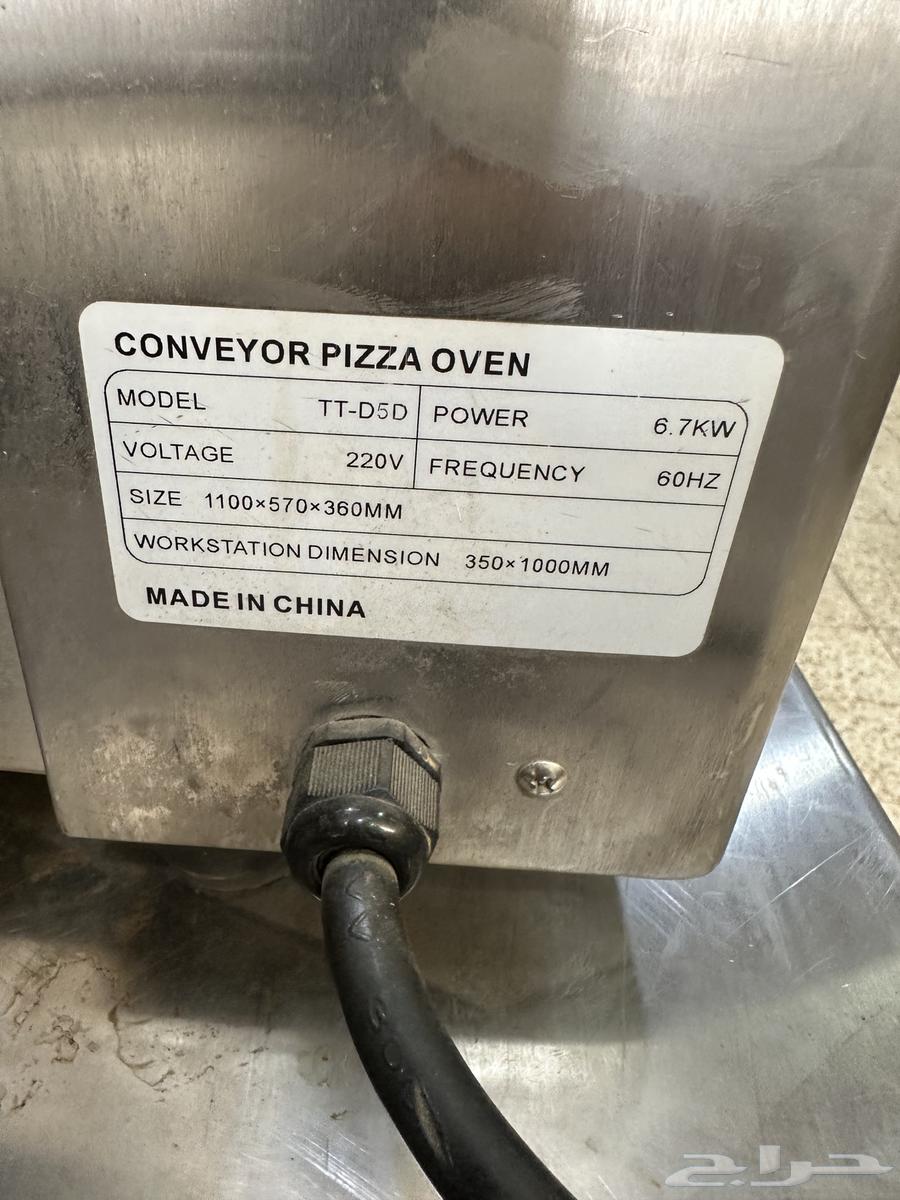 CONVEYOR PIZZA OVEN
MODEL TT-D5D POWER 6.7KW
VOLTAGE 220V FREQUENCY 60HZ
SIZE 1100×570×360MM
WORKSTATION DIMENSION 350×1000MM
MADE IN CHINA
حراج